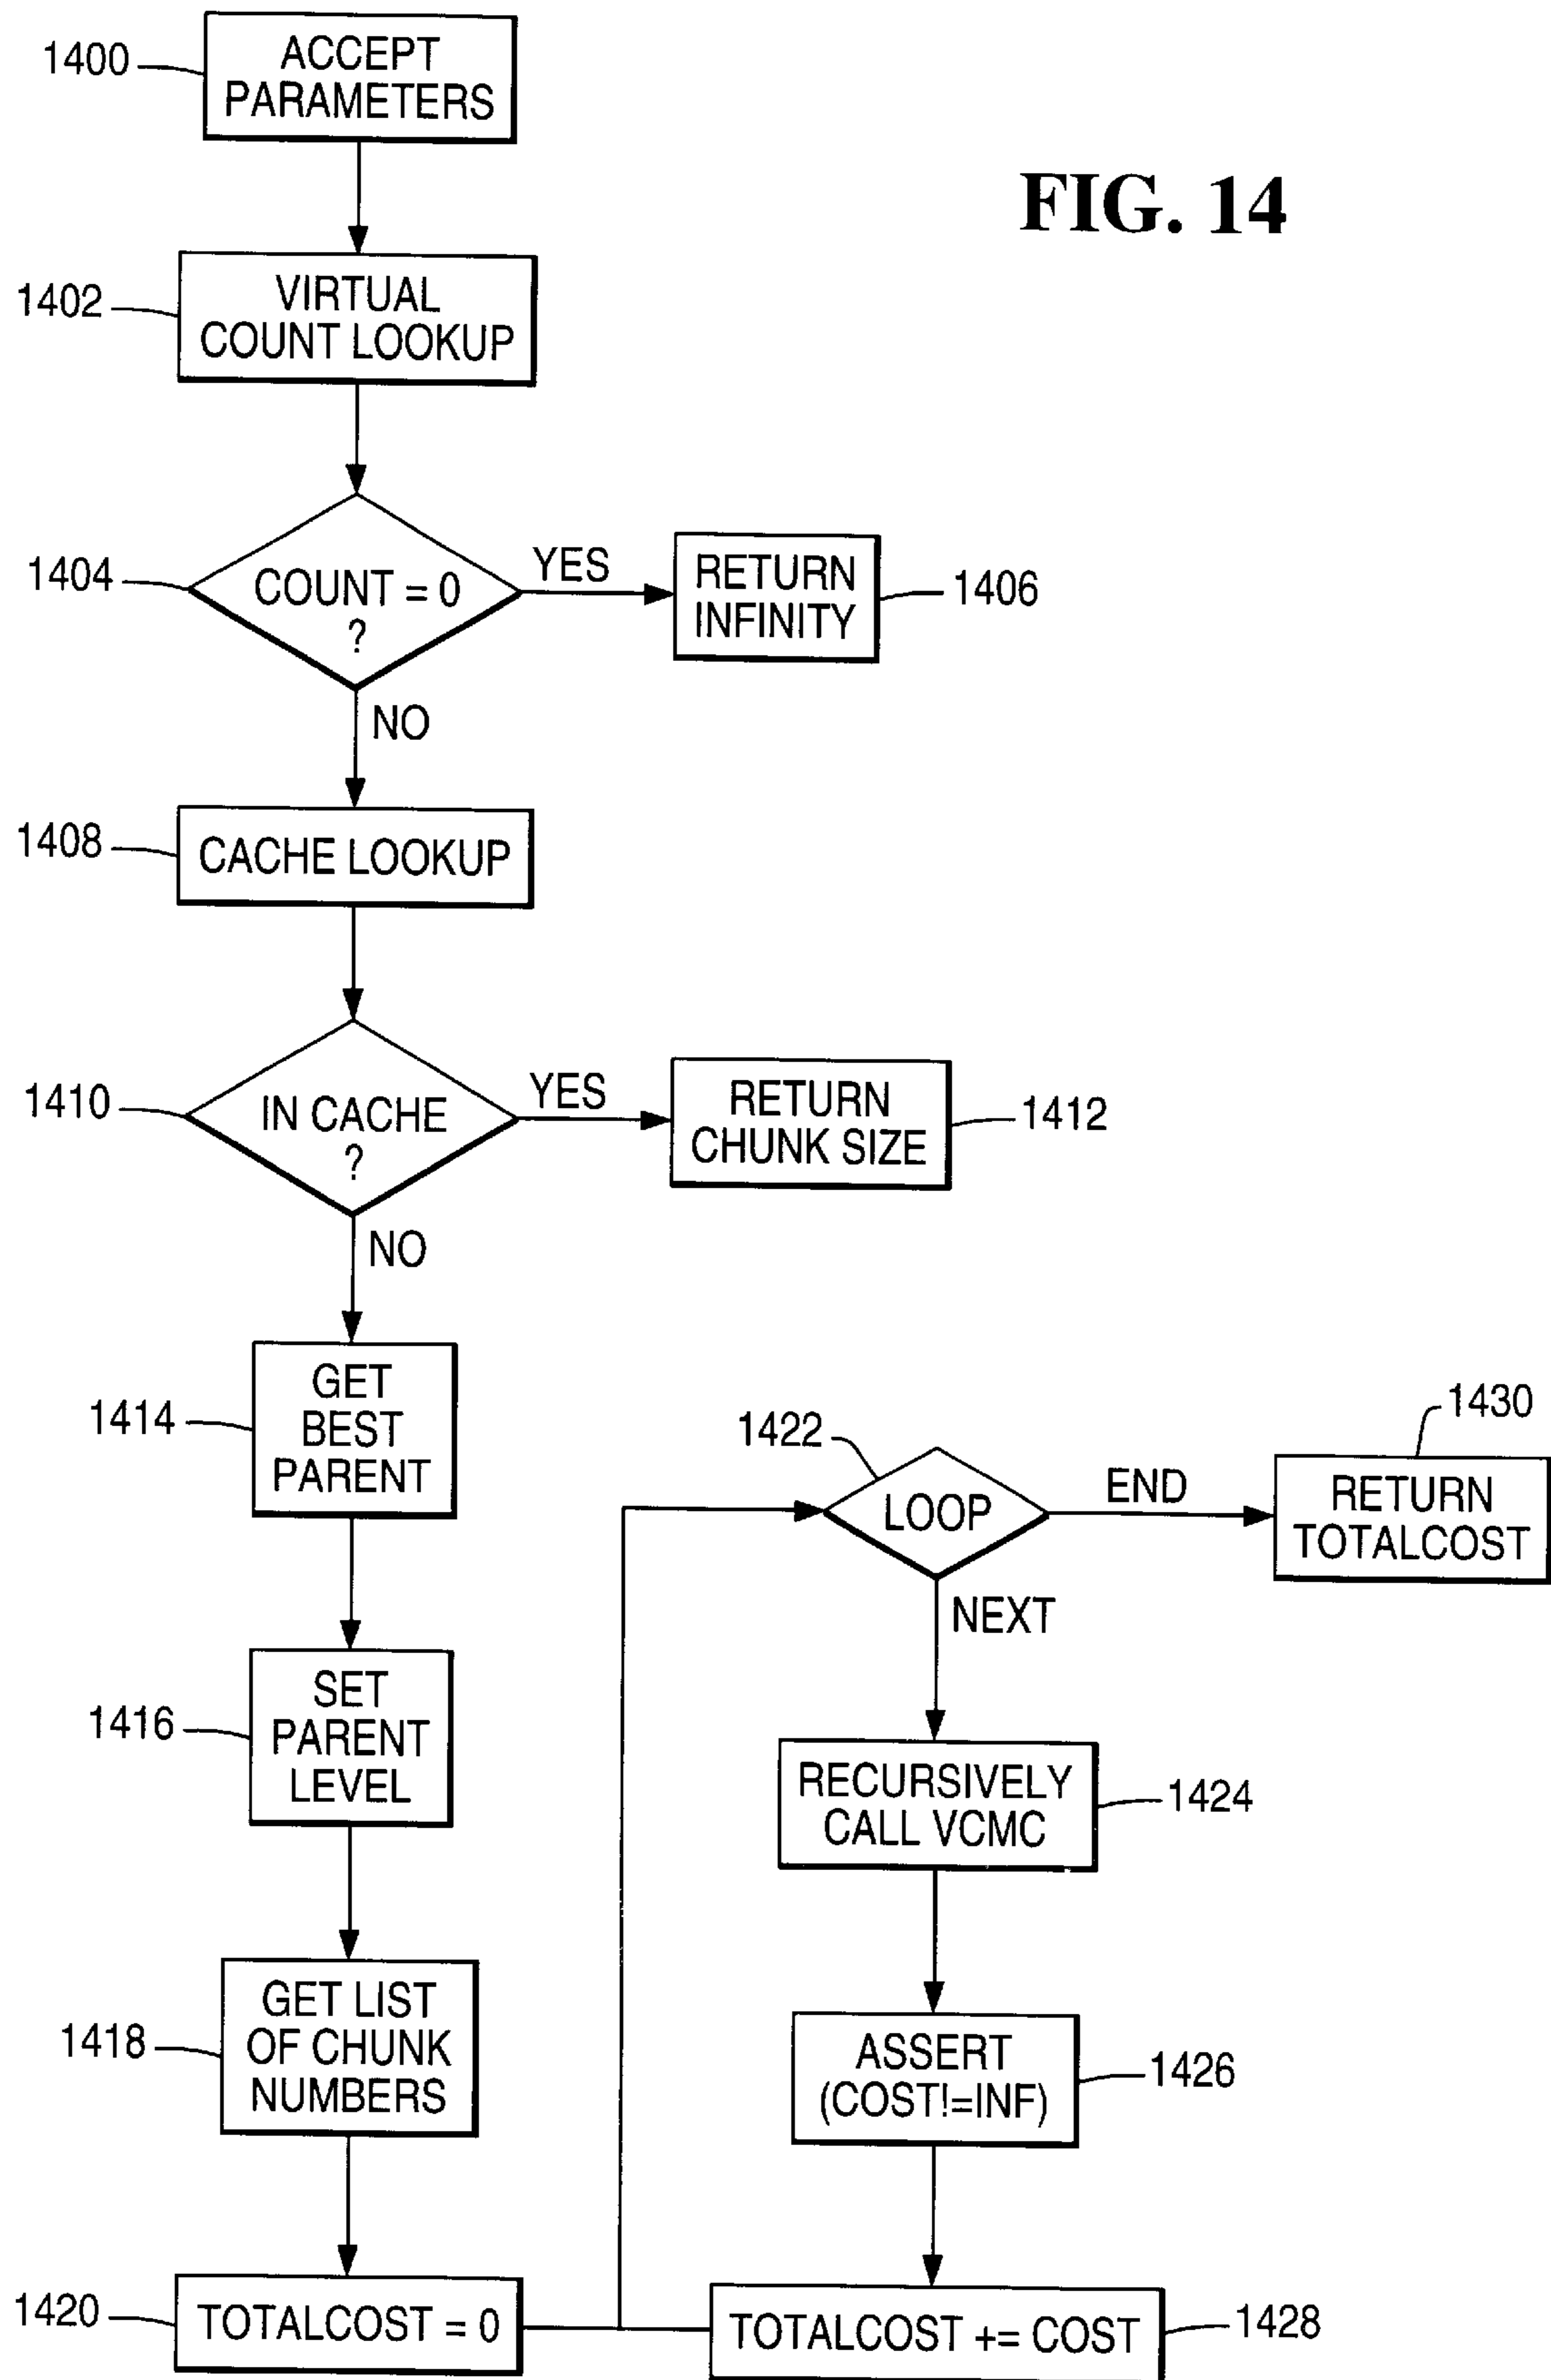 1400
ACCEPT
PARAMETERS
FIG. 14
1402
VIRTUAL
COUNT LOOKUP
1404
COUNT = 0
?
YES
RETURN
INFINITY
1406
NO
1408
CACHE LOOKUP
1410
IN CACHE
?
YES
RETURN
CHUNK SIZE
1412
NO
1414
GET
BEST
PARENT
1416
SET
PARENT
LEVEL
1418
GET LIST
OF CHUNK
NUMBERS
1420
TOTALCOST = 0
1422
LOOP
END
1430
RETURN
TOTALCOST
NEXT
RECURSIVELY
CALL VCMC
1424
ASSERT
(COST!=INF)
1426
TOTALCOST += COST
1428